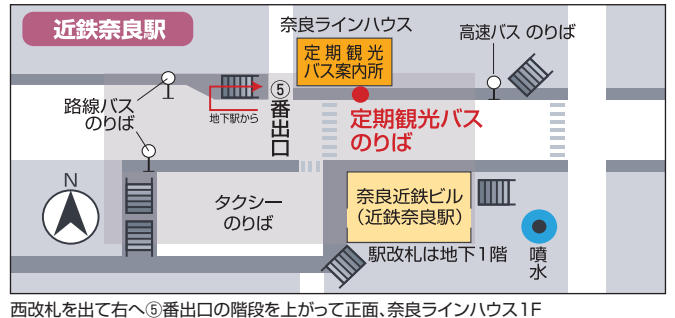 近鉄奈良駅
奈良ラインハウス
定期観光
バス案内所
高速バス のりば
⑤番出口
路線バス
のりば
地下駅から
定期観光バス
のりば
N
タクシー
のりば
奈良近鉄ビル
(近鉄奈良駅)
駅改札は地下1階
噴水
西改札を出て右へ⑤番出口の階段を上がって正面、奈良ラインハウス1F